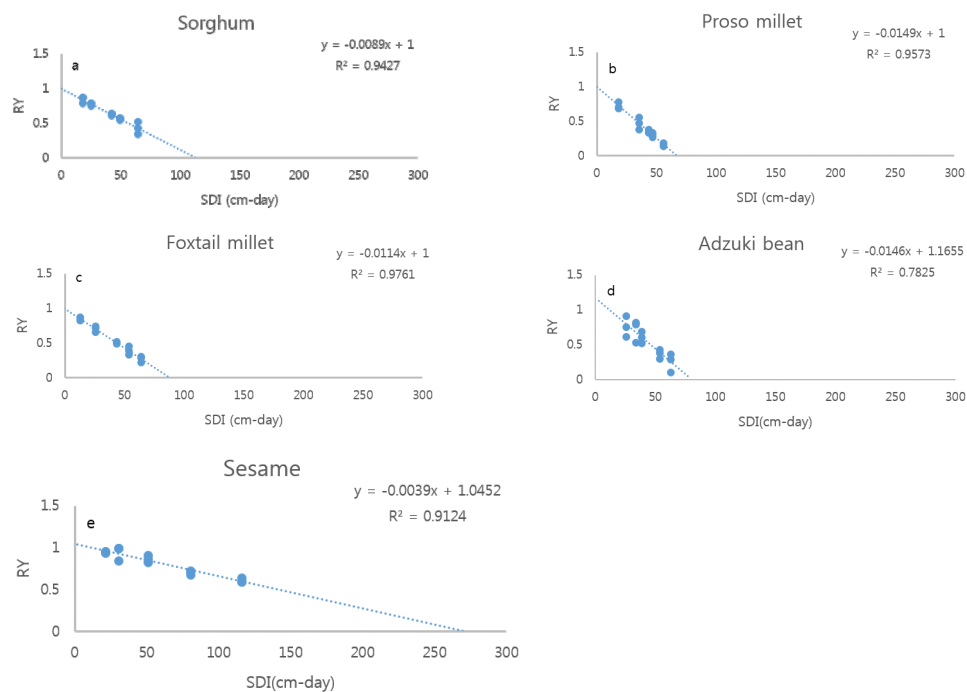 Sorghum
y = -0.0089x + 1
R² = 0.9427
a
1.5
1
0.5
0
RY
0 50 100 150 200 250 300
SDI (cm-day)
Proso millet
y = -0.0149x + 1
R² = 0.9573
b
1.5
1
0.5
0
RY
0 50 100 150 200 250 300
SDI (cm-day)
Foxtail millet
y = -0.0114x + 1
R² = 0.9761
c
1.5
1
0.5
0
RY
0 50 100 150 200 250 300
SDI (cm-day)
Adzuki bean
y = -0.0146x + 1.1655
R² = 0.7825
d
1.5
1
0.5
0
RY
0 50 100 150 200 250 300
SDI(cm-day)
Sesame
y = -0.0039x + 1.0452
R² = 0.9124
e
1.5
1
0.5
0
RY
0 50 100 150 200 250 300
SDI(cm-day)